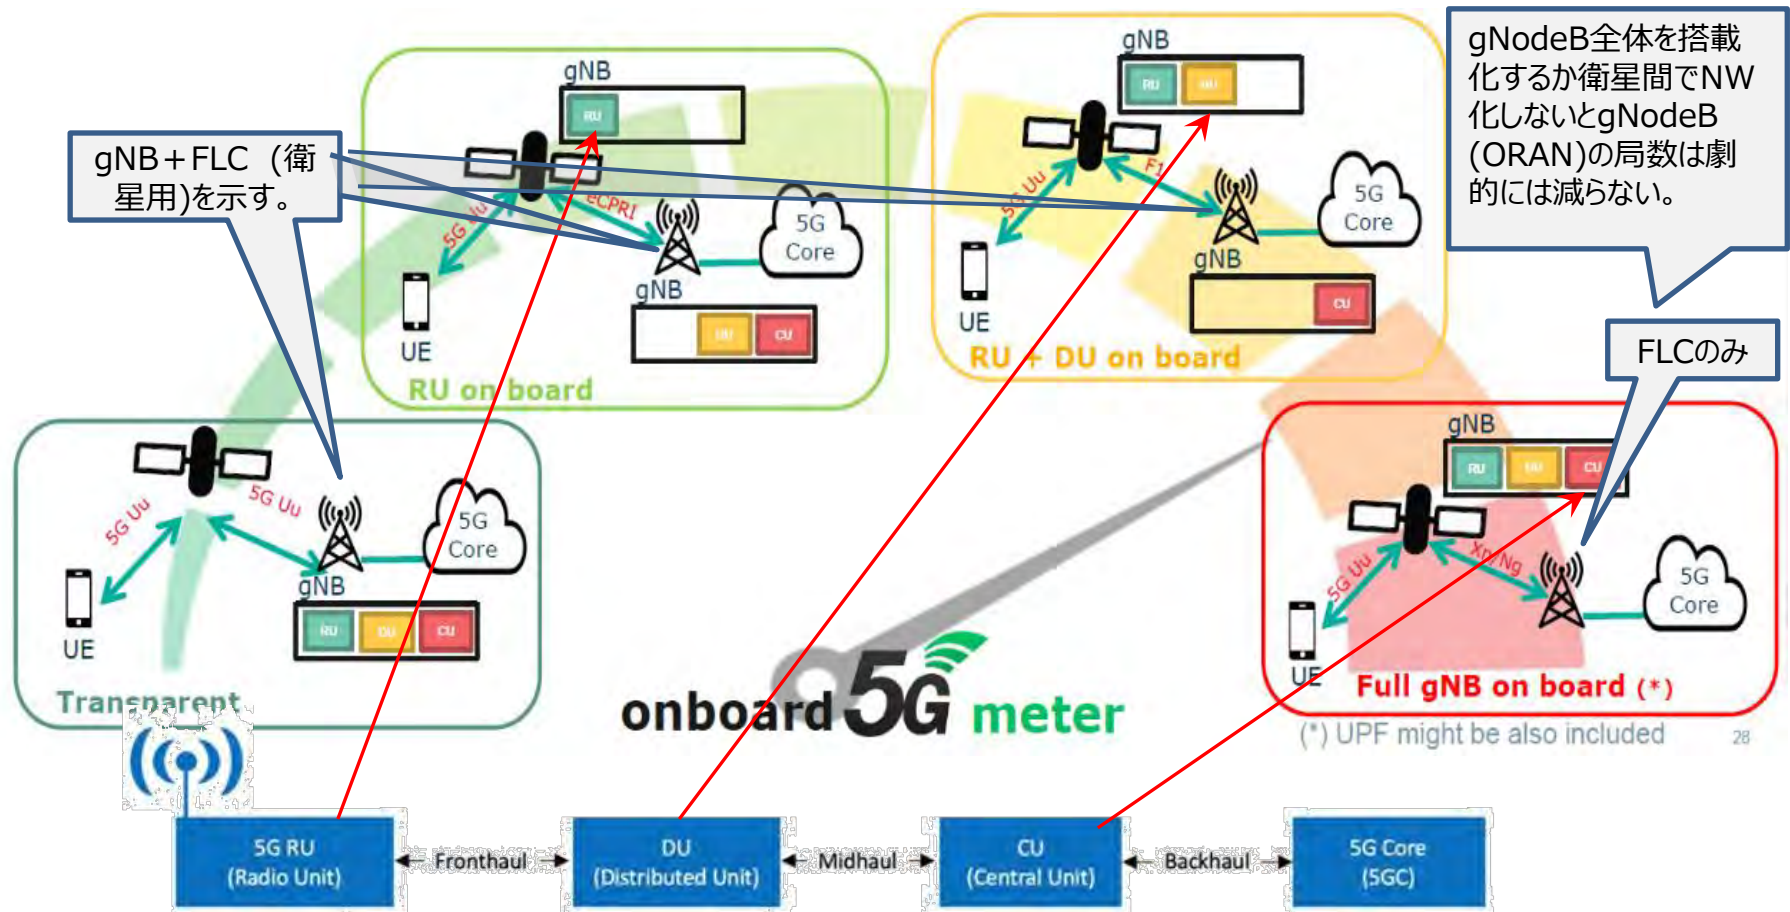 gNB＋FLC (衛
星用)を示す。
gNB
RU
5G Uu
eCPRI
5G
Core
UE
gNB
DU
CU
RU on board
gNB
RU
DU
5G Uu
F1
5G
Core
UE
gNB
CU
RU + DU on board
gNodeB全体を搭載
化するか衛星間でNW
化しないとgNodeB
(ORAN)の局数は劇
的には減らない。
FLCのみ
5G Uu
5G Uu
5G
Core
UE
gNB
RU
DU
CU
Transparent
gNB
RU
DU
CU
5G Uu
Xn/Ng
5G
Core
UE
Full gNB on board (*)
(*) UPF might be also included
28
onboard 5G meter
5G RU
(Radio Unit)
Fronthaul
DU
(Distributed Unit)
Midhaul
CU
(Central Unit)
Backhaul
5G Core
(5GC)